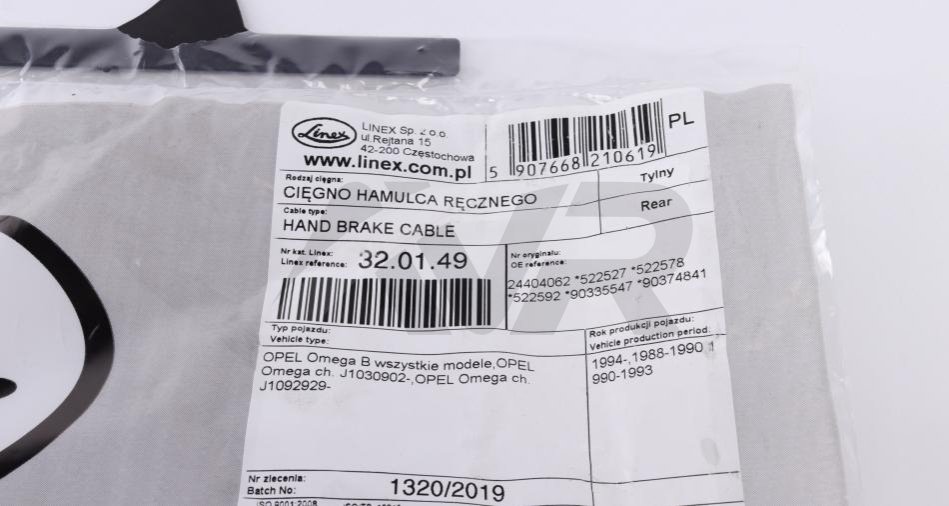 Linex
LINEX Sp. z o.o.
ul.Rejtana 15
42-200 Częstochowa
www.linex.com.pl
5 907668 210619
PL
Rodzaj cięgna:
CIĘGNO HAMULCA RĘCZNEGO
Tylny
Cable type:
HAND BRAKE CABLE
Rear
Nr kat. Linex:
Linex reference:
32.01.49
Nr oryginału:
OE reference:
24404062 *522527 *522578
*522592 *90335547 *90374841
Typ pojazdu:
Vehicle type:
Rok produkcji pojazdu:
Vehicle production period:
OPEL Omega B wszystkie modele,OPEL
Omega ch. J1030902-,OPEL Omega ch.
J1092929-
1994-,1988-1990 1
990-1993
Nr zlecenia:
Batch No:
1320/2019
ISO 9001:2008